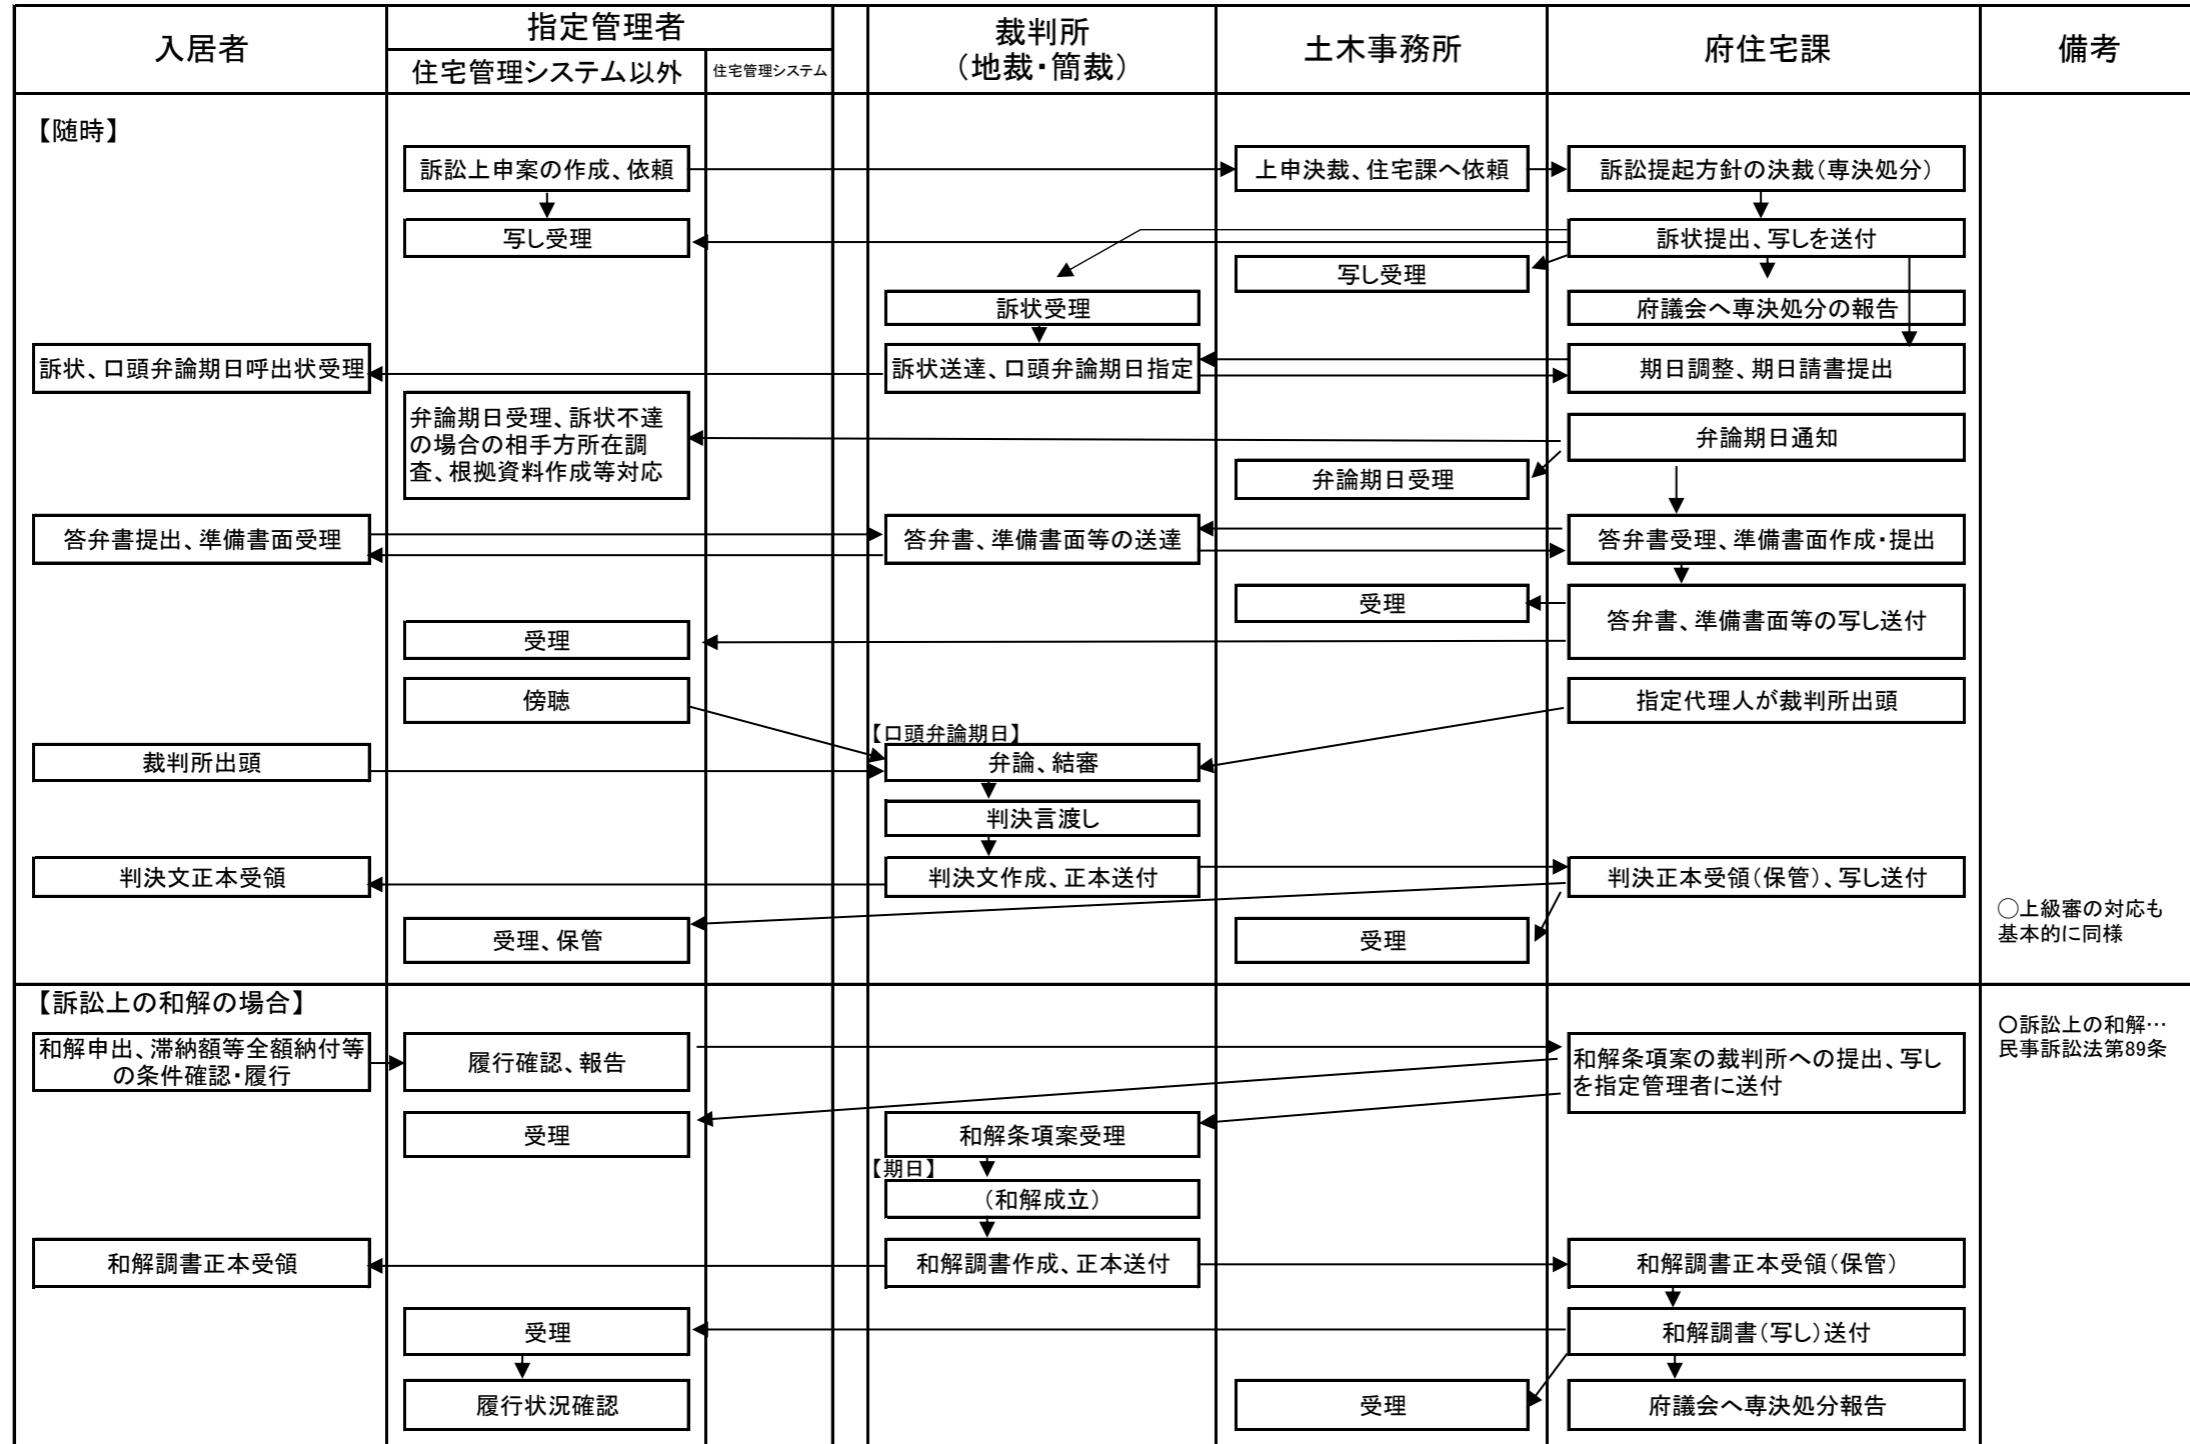 入居者
指定管理者
住宅管理システム以外
住宅管理システム
裁判所
（地裁・簡裁）
土木事務所
府住宅課
備考
【随時】
訴訟上申案の作成、依頼
上申決裁、住宅課へ依頼
訴訟提起方針の決裁（専決処分）
写し受理
訴状提出、写しを送付
写し受理
訴状受理
府議会へ専決処分の報告
訴状、口頭弁論期日呼出状受理
訴状送達、口頭弁論期日指定
期日調整、期日請書提出
弁論期日受理、訴状不達
の場合の相手方所在調
査、根拠資料作成等対応
弁論期日通知
弁論期日受理
答弁書提出、準備書面受理
答弁書、準備書面等の送達
答弁書受理、準備書面作成・提出
受理
答弁書、準備書面等の写し送付
受理
傍聴
指定代理人が裁判所出頭
【口頭弁論期日】
裁判所出頭
弁論、結審
判決言渡し
判決文正本受領
判決文作成、正本送付
判決正本受領（保管）、写し送付
受理、保管
受理
◯上級審の対応も
基本的に同様
【訴訟上の和解の場合】
和解申出、滞納額等全額納付等
の条件確認・履行
履行確認、報告
和解条項案の裁判所への提出、写し
を指定管理者に送付
○訴訟上の和解…
民事訴訟法第89条
受理
和解条項案受理
【期日】
（和解成立）
和解調書正本受領
和解調書作成、正本送付
和解調書正本受領（保管）
受理
和解調書（写し）送付
履行状況確認
受理
府議会へ専決処分報告